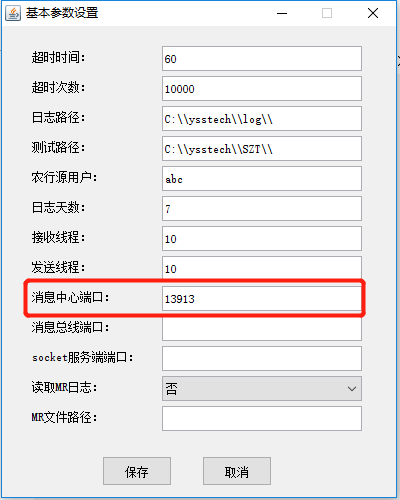 基本参数设置
超时时间： 60
超时次数： 10000
日志路径： C:\\ysstech\\log\\
测试路径： C:\\ysstech\\SZT\\
农行源用户： abc
日志天数： 7
接收线程： 10
发送线程： 10
消息中心端口： 13913
消息总线端口：
socket服务端端口：
读取MR日志： 否
MR文件路径：
保存 取消